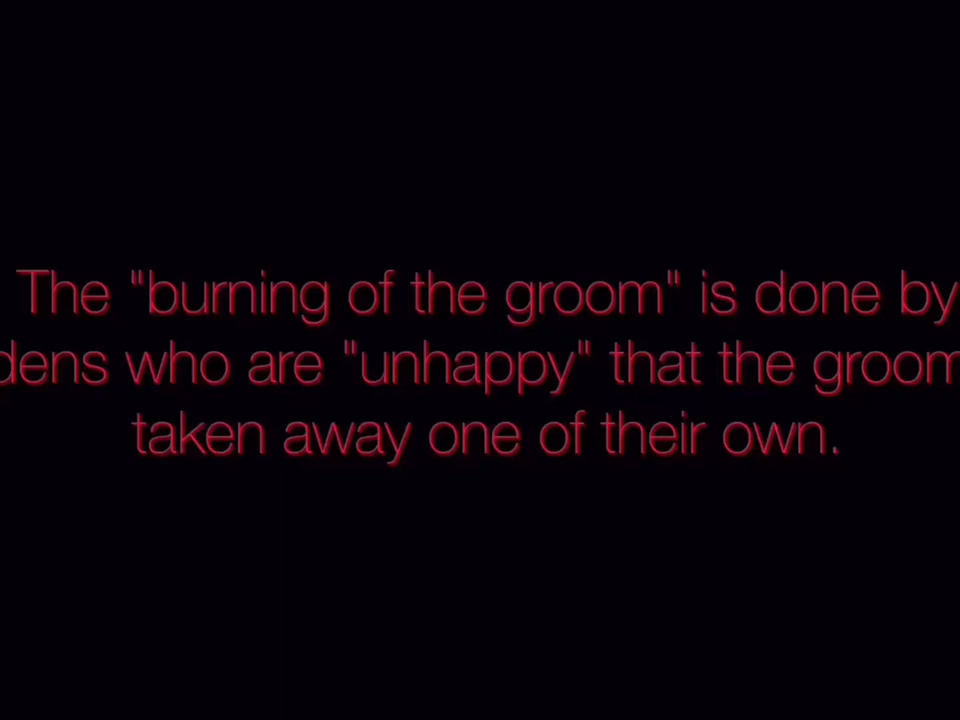 The "burning of the groom" is done by
dens who are "unhappy" that the groom
taken away one of their own.